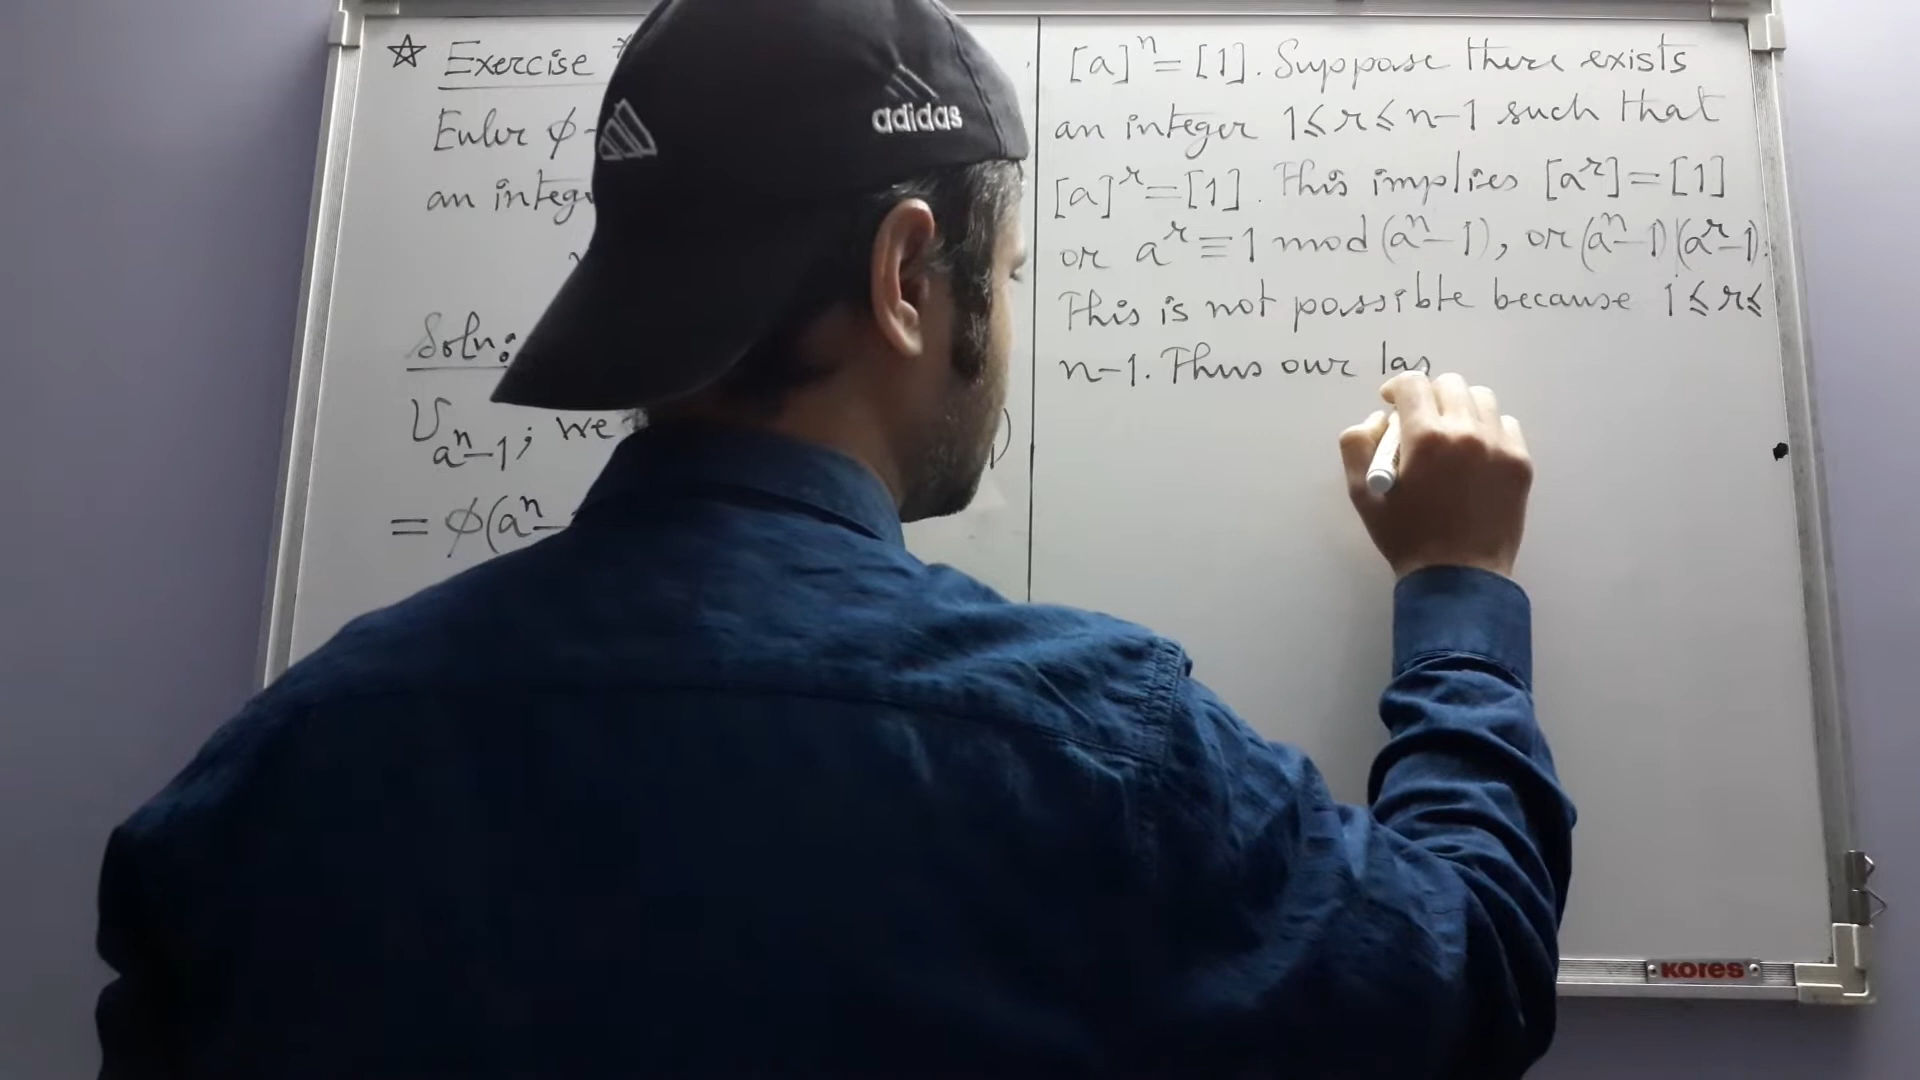 ☆ Exercise
Euler ϕ-
an integ
Soln:
U_{a^n-1}; we
= ϕ(a^n-
[a]^n=[1]. Suppose there exists
an integer 1≤r≤n-1 such that
[a]^r=[1]. This implies [a^r]=[1]
or a^r≡1 mod(a^n-1), or (a^n-1)|(a^r-1).
This is not possible because 1≤r≤
n-1. Thus our las
adidas
KORES